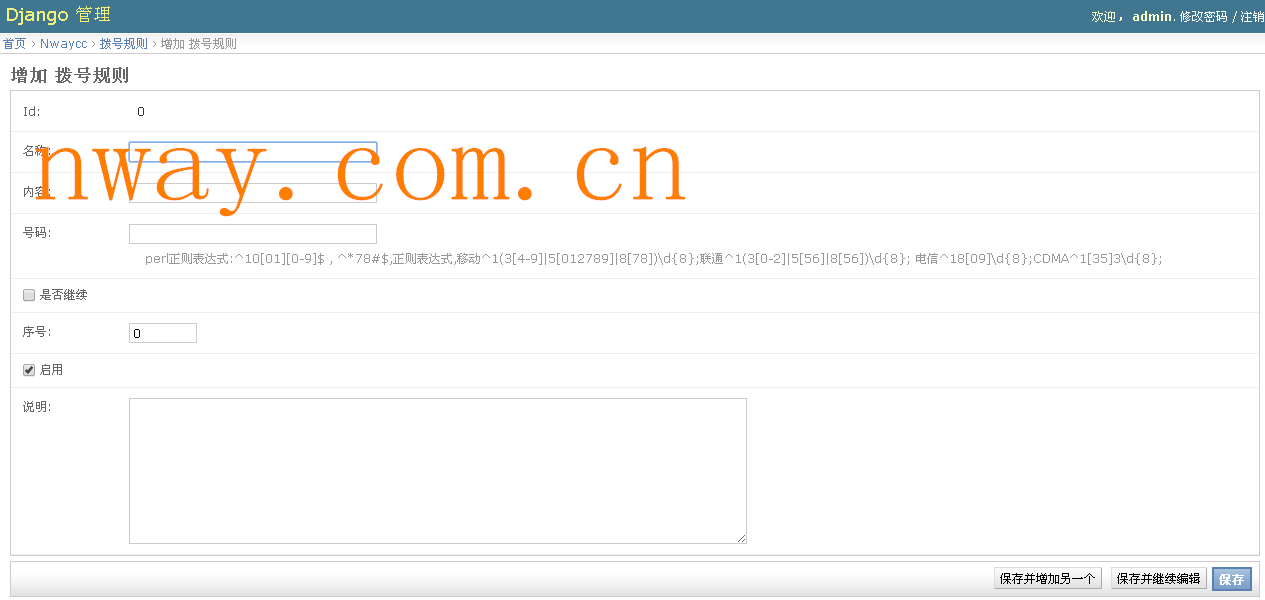 Django 管理
欢迎，admin. 修改密码 / 注销
首页 › Nwaycc › 拨号规则 › 增加 拨号规则
增加 拨号规则
Id: 0
名称:
nway.com.cn
内容:
号码:
perl正则表达式:^10[01][0-9]$ , ^*78#$,正则表达式,移动^1(3[4-9]|5[012789]|8[78])\d{8};联通^1(3[0-2]|5[56]|8[56])\d{8}; 电信^18[09]\d{8};CDMA^1[35]3\d{8};
是否继续
序号: 0
启用
说明:
保存并增加另一个 保存并继续编辑 保存